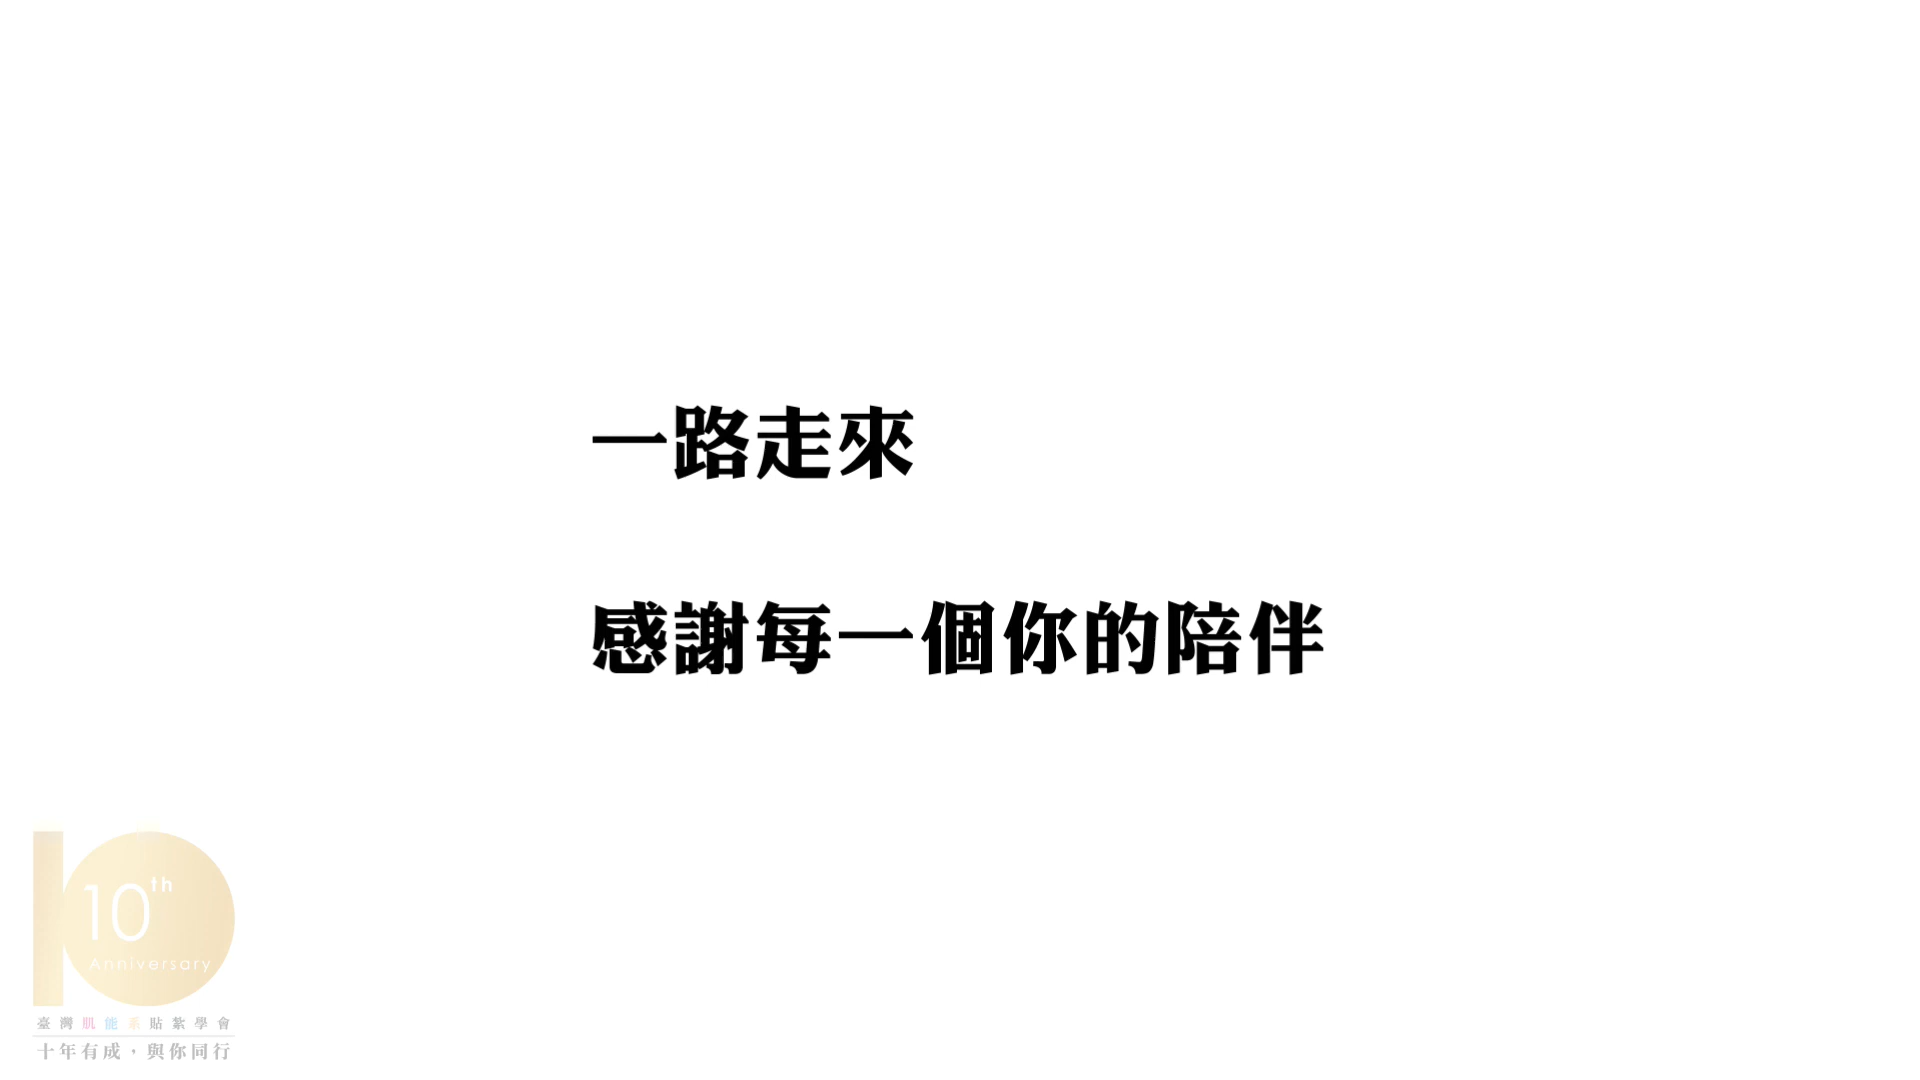 一路走來
感謝每一個你的陪伴
10th
Anniversary
臺灣肌能系貼紮學會
十年有成，與你同行